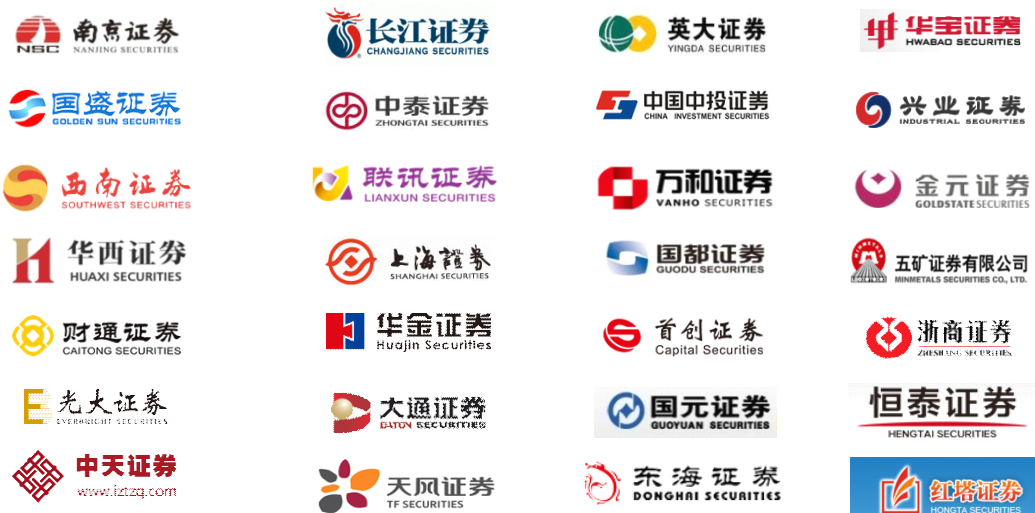 南京证券
NSC
NANJING SECURITIES
长江证券
CHANGJIANG SECURITIES
英大证券
YINGDA SECURITIES
华宝证券
HWABAO SECURITIES
国盛证券
GOLDEN SUN SECURITIES
中泰证券
ZHONGTAI SECURITIES
中国中投证券
CHINA INVESTMENT SECURITIES
兴业证券
INDUSTRIAL SECURITIES
西南证券
SOUTHWEST SECURITIES
联讯证券
LIANXUN SECURITIES
万和证券
VANHO SECURITIES
金元证券
GOLDSTATE SECURITIES
华西证券
HUAXI SECURITIES
上海證券
SHANGHAI SECURITIES
国都证券
GUODU SECURITIES
五矿证券有限公司
MINMETALS SECURITIES CO., LTD.
财通证券
CAITONG SECURITIES
华金证券
Huajin Securities
首创证券
Capital Securities
浙商证券
ZHESHANG SECURITIES
光大证券
EVERBRIGHT SECURITIES
大通证券
DATON SECURITIES
国元证券
GUOYUAN SECURITIES
恒泰证券
HENGTAI SECURITIES
中天证券
www.iztzq.com
天风证券
TF SECURITIES
东海证券
DONGHAI SECURITIES
红塔证券
HONGTA SECURITIES